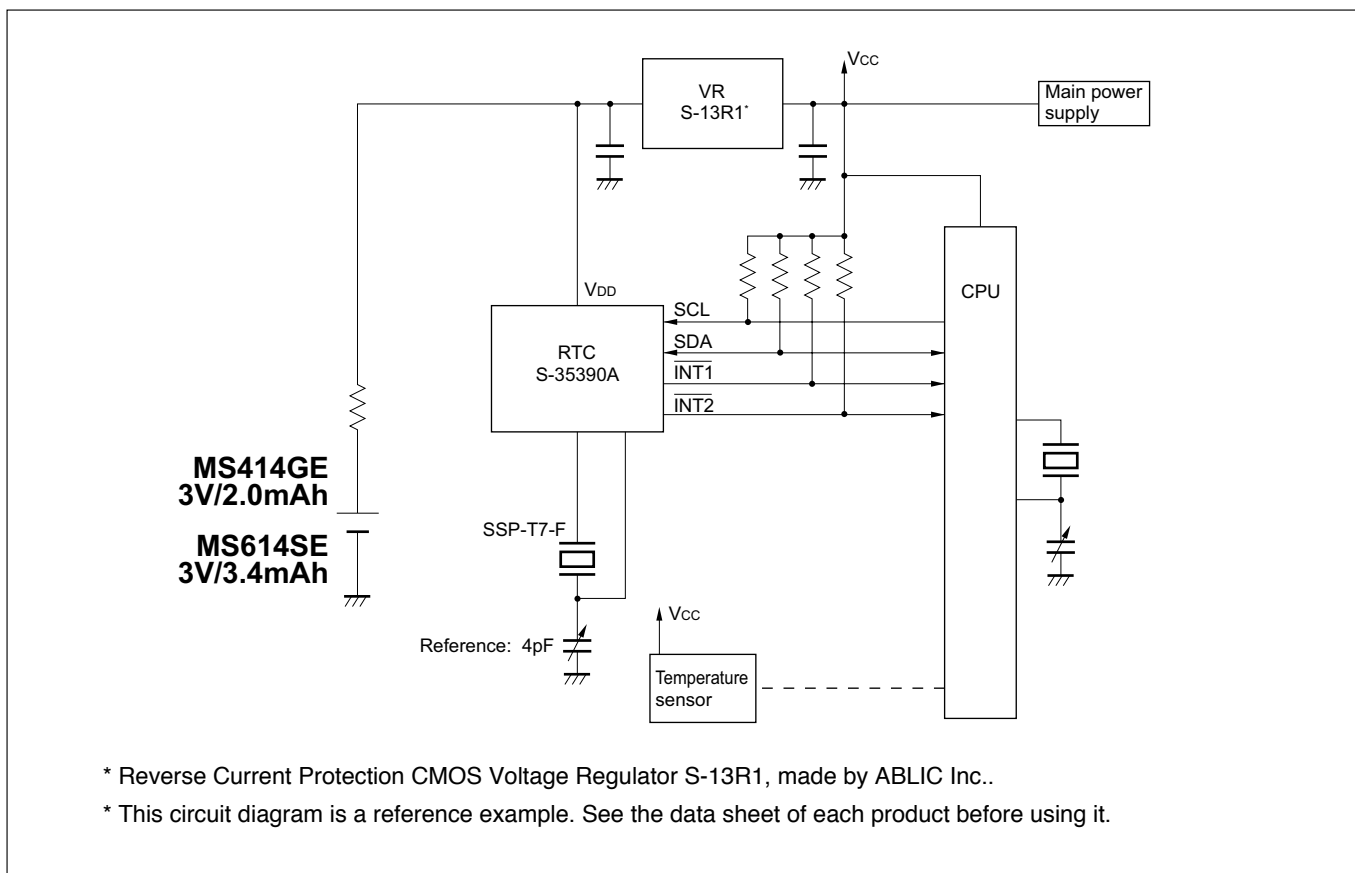 VCC
VR
S-13R1*
Main power
supply
VDD
RTC
S-35390A
SCL
SDA
INT1
INT2
CPU
MS414GE
3V/2.0mAh
MS614SE
3V/3.4mAh
SSP-T7-F
Reference: 4pF
VCC
Temperature
sensor
* Reverse Current Protection CMOS Voltage Regulator S-13R1, made by ABLIC Inc..
* This circuit diagram is a reference example. See the data sheet of each product before using it.